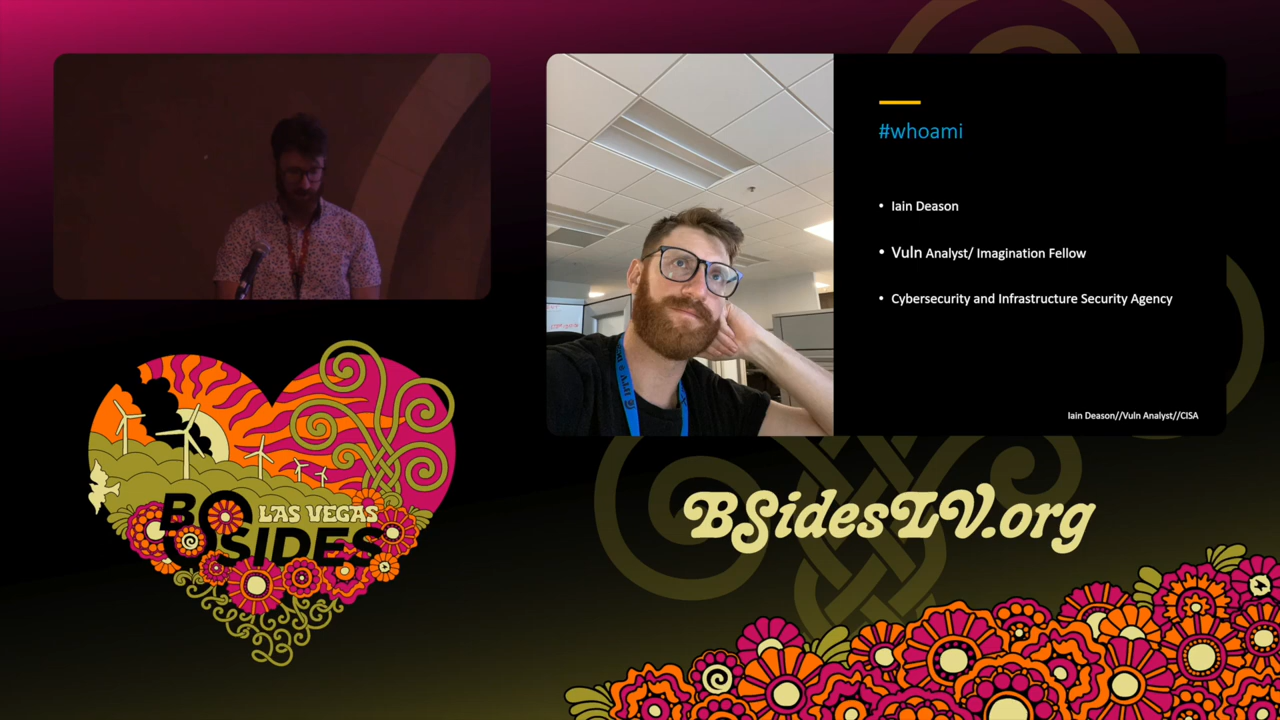 #whoami
• Iain Deason
• Vuln Analyst/ Imagination Fellow
• Cybersecurity and Infrastructure Security Agency
Iain Deason//Vuln Analyst//CISA
BSIDES
LAS VEGAS
BSidesLV.org